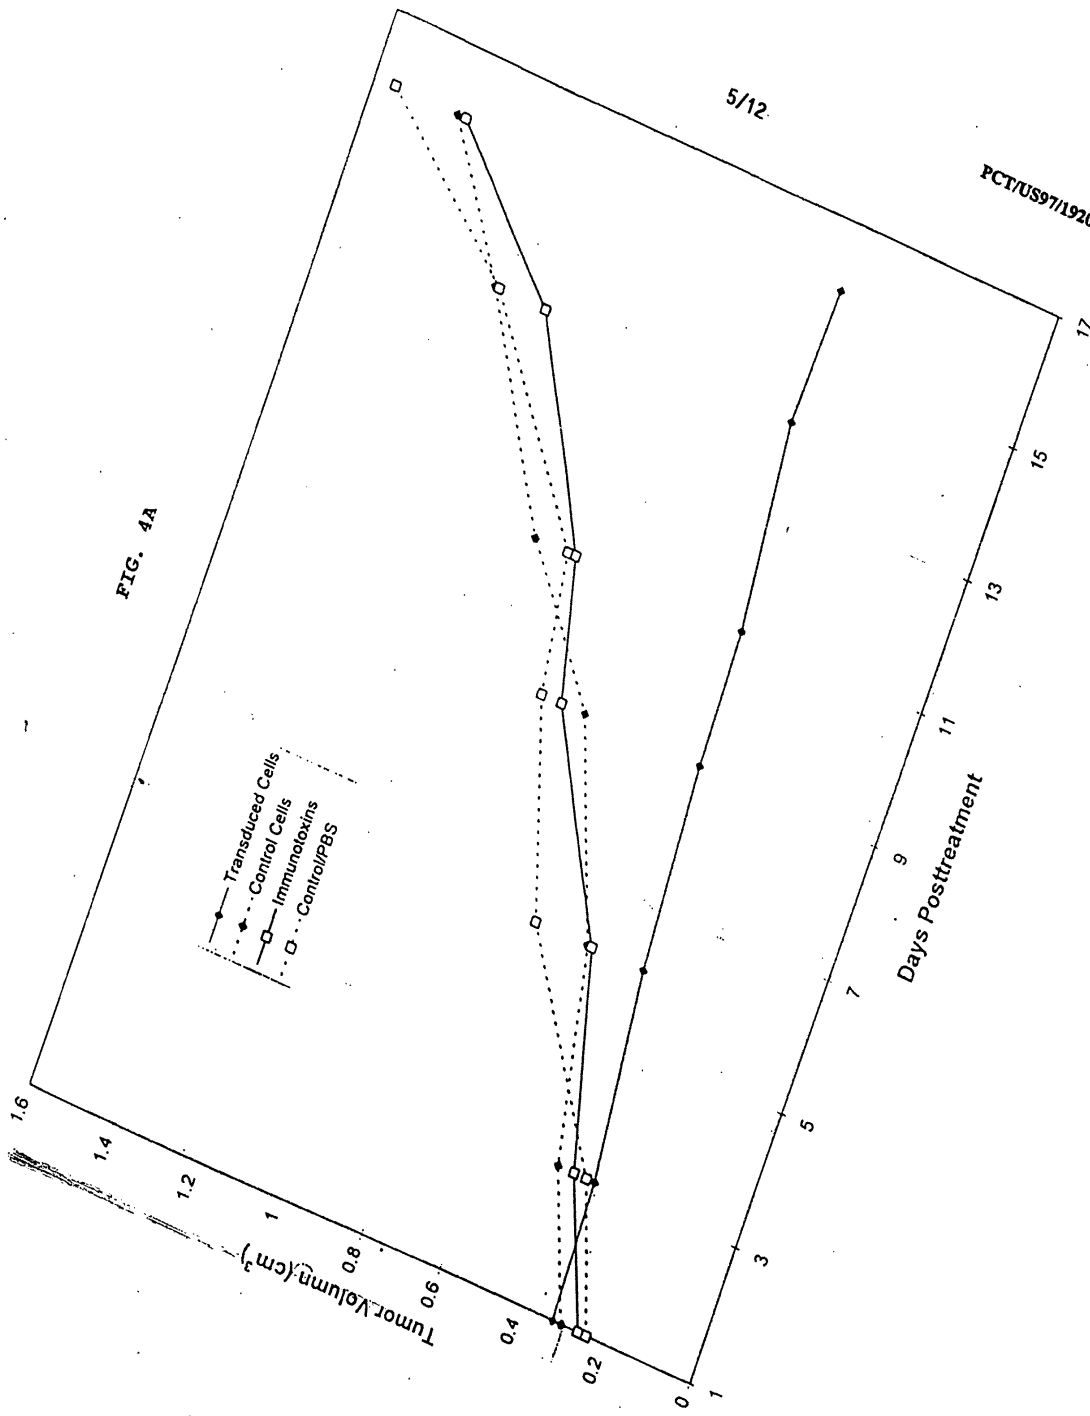 5/12
PCT/US97/1920
FIG. 4A
Transduced Cells
Control Cells
Immunotoxins
Control/PBS
Tumor Volumn (cm³)
1.6
1.4
1.2
1
0.8
0.6
0.4
0.2
0
1
3
5
7
9
11
13
15
17
Days Posttreatment